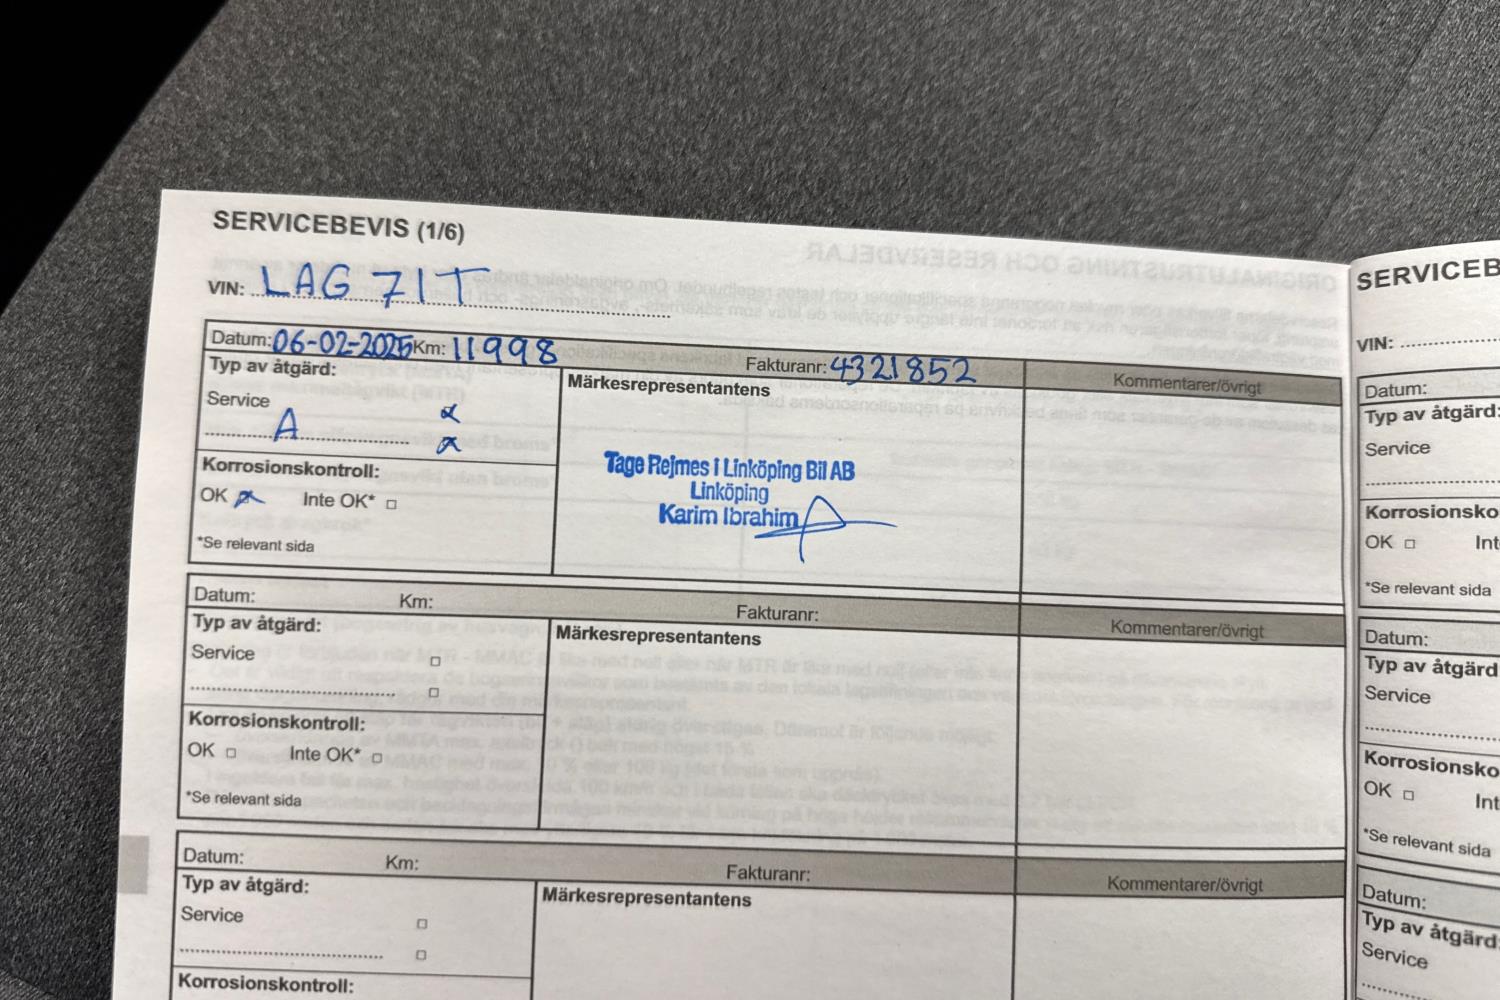 SERVICEBEVIS (1/6)
VIN: LAG 71T
Datum: 06-02-2025 Km: 11998 Fakturanr: 4321852 Kommentarer/övrigt
Typ av åtgärd: Märkesrepresentantens
Service
A
Korrosionskontroll:
OK Inte OK*
*Se relevant sida
Tage Rejmes i Linköping Bil AB
Linköping
Karim Ibrahim
Datum: Km: Fakturanr: Kommentarer/övrigt
Typ av åtgärd: Märkesrepresentantens
Service
Korrosionskontroll:
OK Inte OK*
*Se relevant sida
Datum: Km: Fakturanr: Kommentarer/övrigt
Typ av åtgärd: Märkesrepresentantens
Service
Korrosionskontroll:
SERVICEB
VIN:
Datum:
Typ av åtgärd:
Service
Korrosionsko
OK Int
*Se relevant sida
Datum:
Typ av åtgärd
Service
Korrosionsko
OK Int
*Se relevant sida
Datum:
Typ av åtgärd
Service